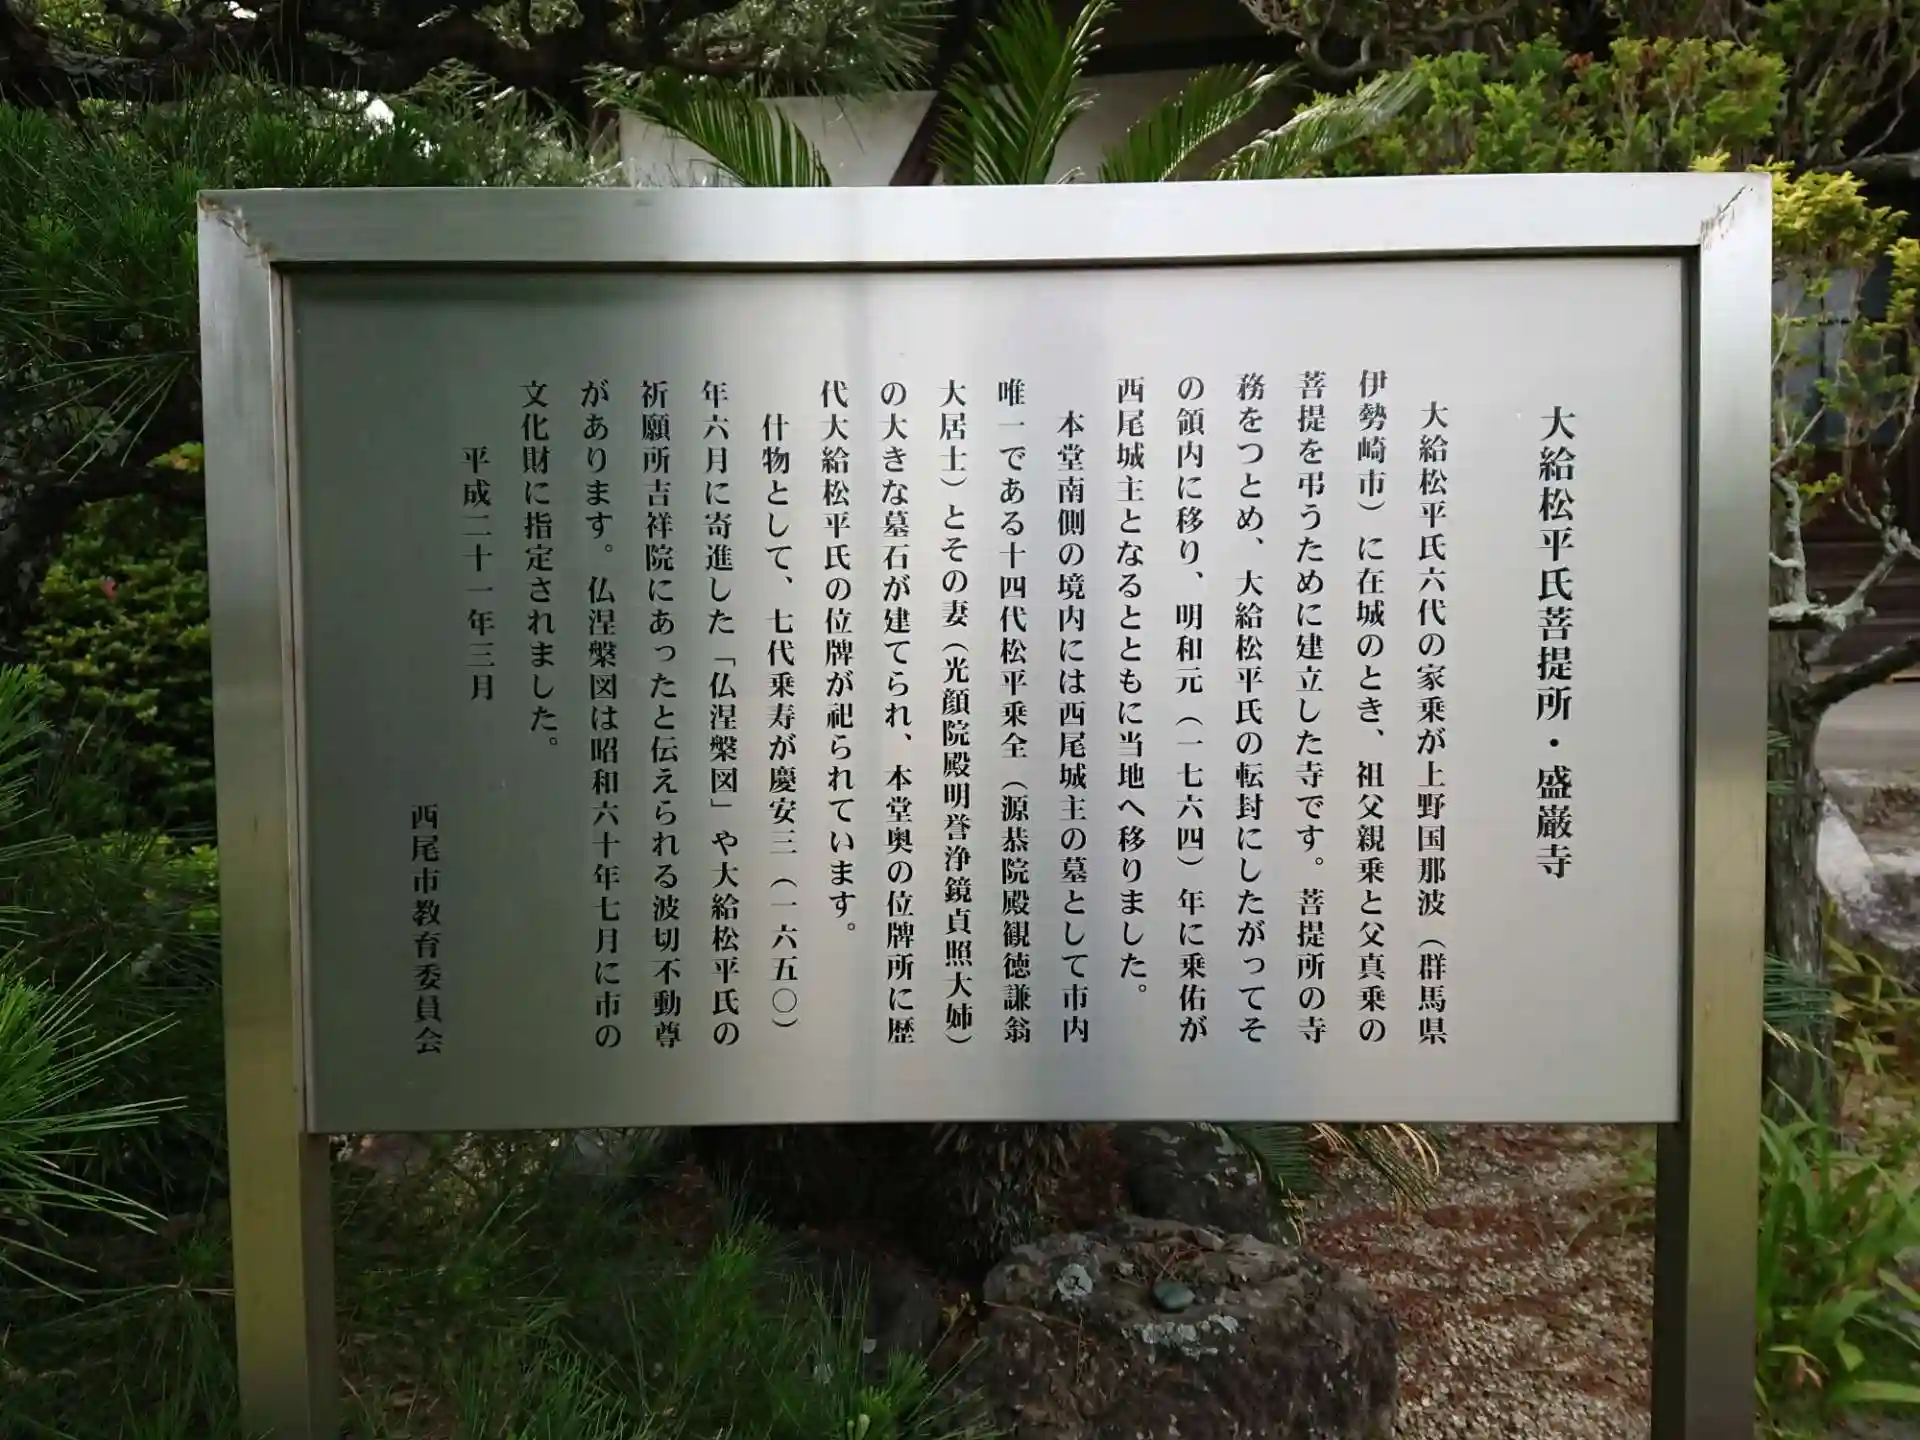 大給松平氏菩提所・盛巌寺
大給松平氏六代の家乗が上野国那波（群馬県
伊勢崎市）に在城のとき、祖父親乗と父真乗の
菩提を弔うために建立した寺です。菩提所の寺
務をつとめ、大給松平氏の転封にしたがってそ
の領内に移り、明和元（一七六四）年に乗佑が
西尾城主となるとともに当地へ移りました。
本堂南側の境内には西尾城主の墓として市内
唯一である十四代松平乗全（源恭院殿観徳謙翁
大居士）とその妻（光顔院殿明誉浄鏡貞照大姉）
の大きな墓石が建てられ、本堂奥の位牌所に歴
代大給松平氏の位牌が祀られています。
什物として、七代乗寿が慶安三（一六五〇）
年六月に寄進した「仏涅槃図」や大給松平氏の
祈願所吉祥院にあったと伝えられる波切不動尊
があります。仏涅槃図は昭和六十年七月に市の
文化財に指定されました。
平成二十一年三月
西尾市教育委員会